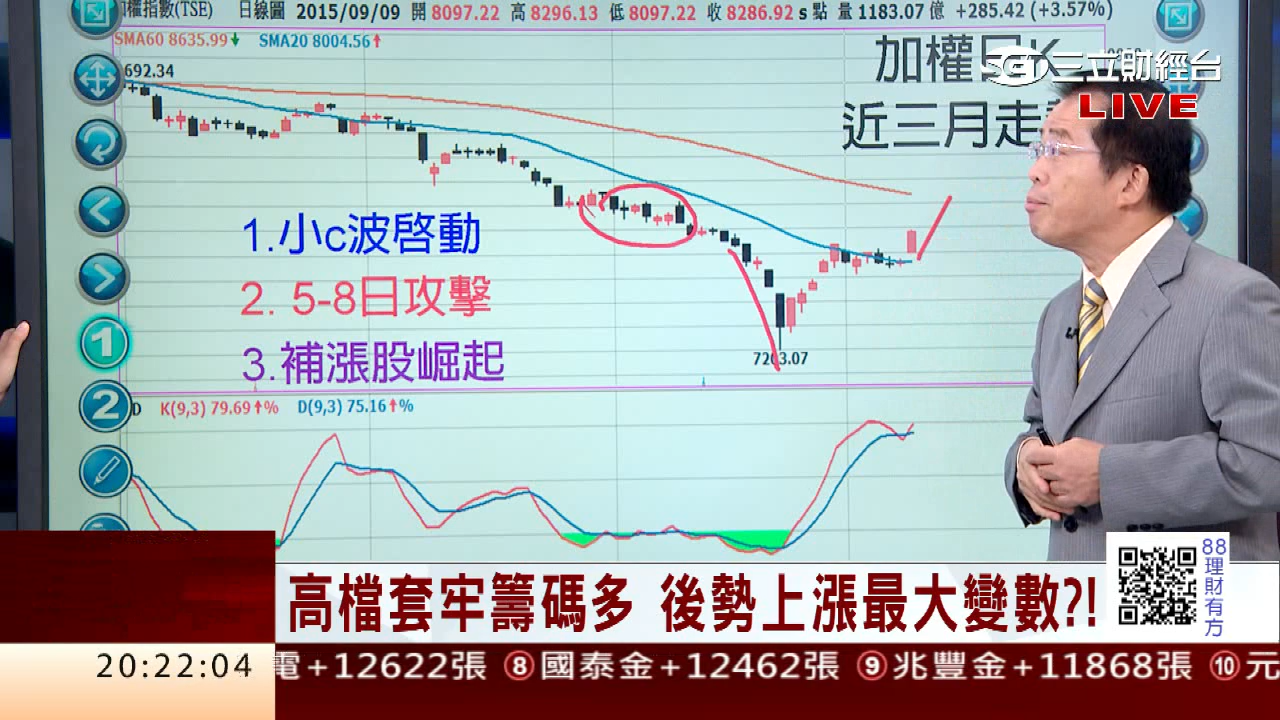 權指數(TSE) 日線圖 2015/09/09 開 8097.22 高 8296.13 低 8097.22 收 8286.92 s 點 量 1183.07 億 +285.42 (+3.57%)
SMA60 8635.99↓ SMA20 8004.56↑
692.34
加權日K
三立財經台
LIVE
近三月走
1.小c波啓動
2. 5-8日攻擊
3.補漲股崛起
7203.07
1
2
D K(9,3) 79.69↑% D(9,3) 75.16↑%
高檔套牢籌碼多 後勢上漲最大變數?!
88理財有方
20:22:04
電+12622張 ⑧國泰金+12462張 ⑨兆豐金+11868張 ⑩元